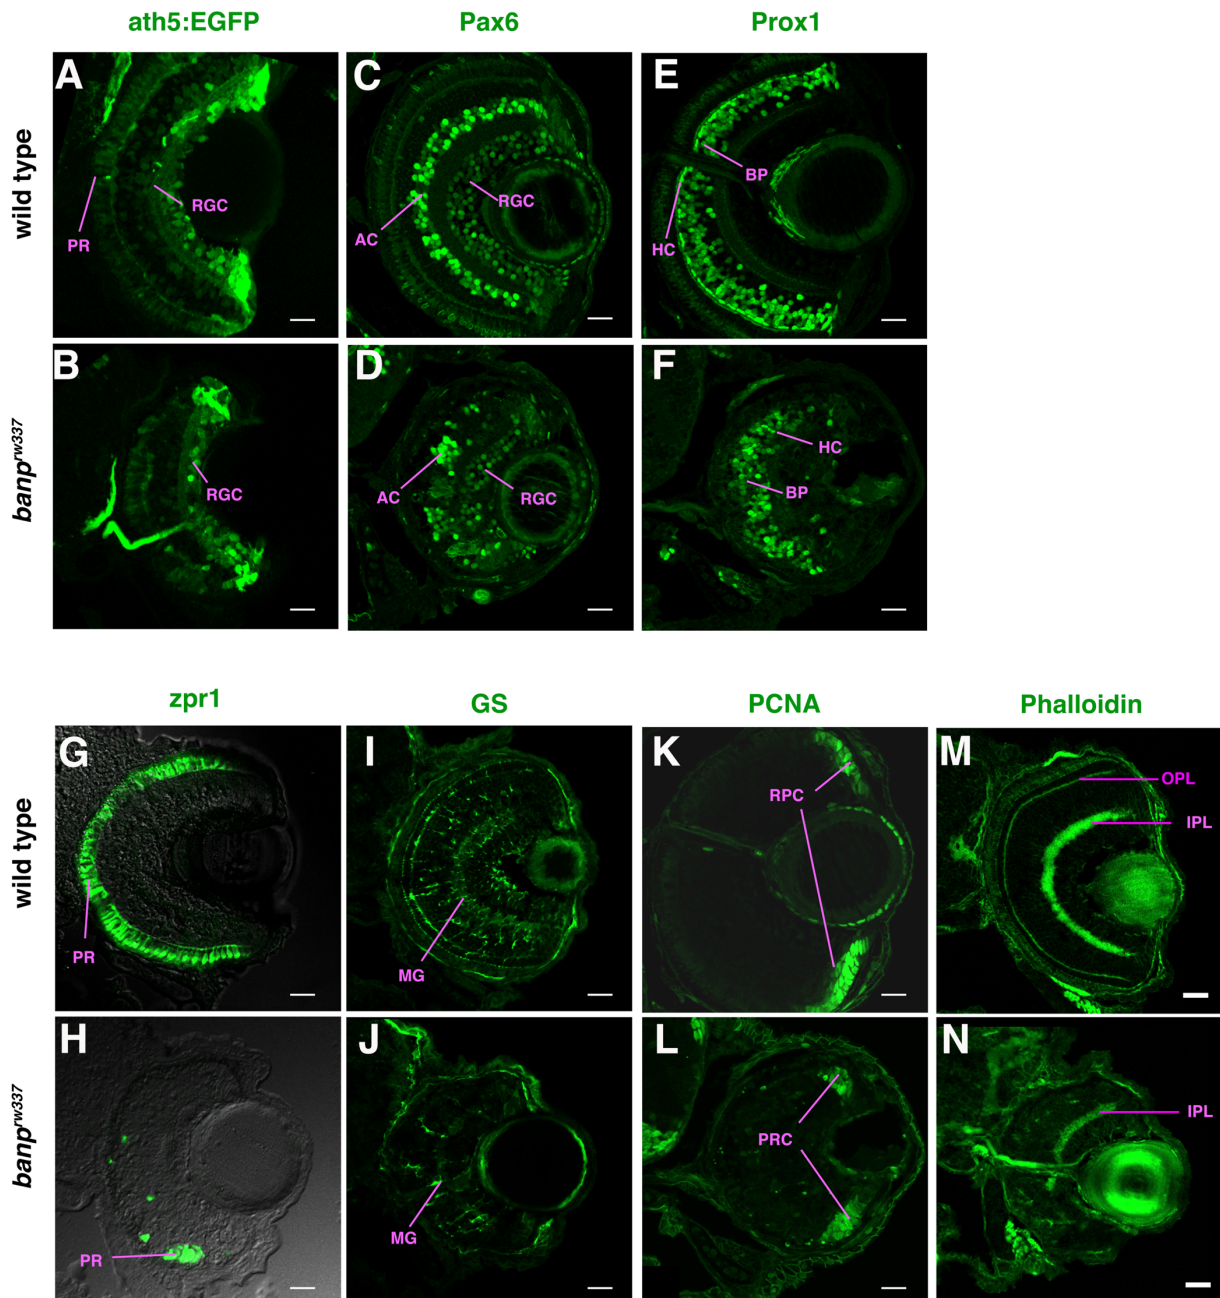 ath5:EGFP Pax6 Prox1
wild type
A
PR
RGC
C
AC
RGC
E
BP
HC
banp^rw337
B
RGC
D
AC
RGC
F
HC
BP
zpr1 GS PCNA Phalloidin
wild type
G
PR
I
MG
K
RPC
M
OPL
IPL
banp^rw337
H
PR
J
MG
L
PRC
N
IPL